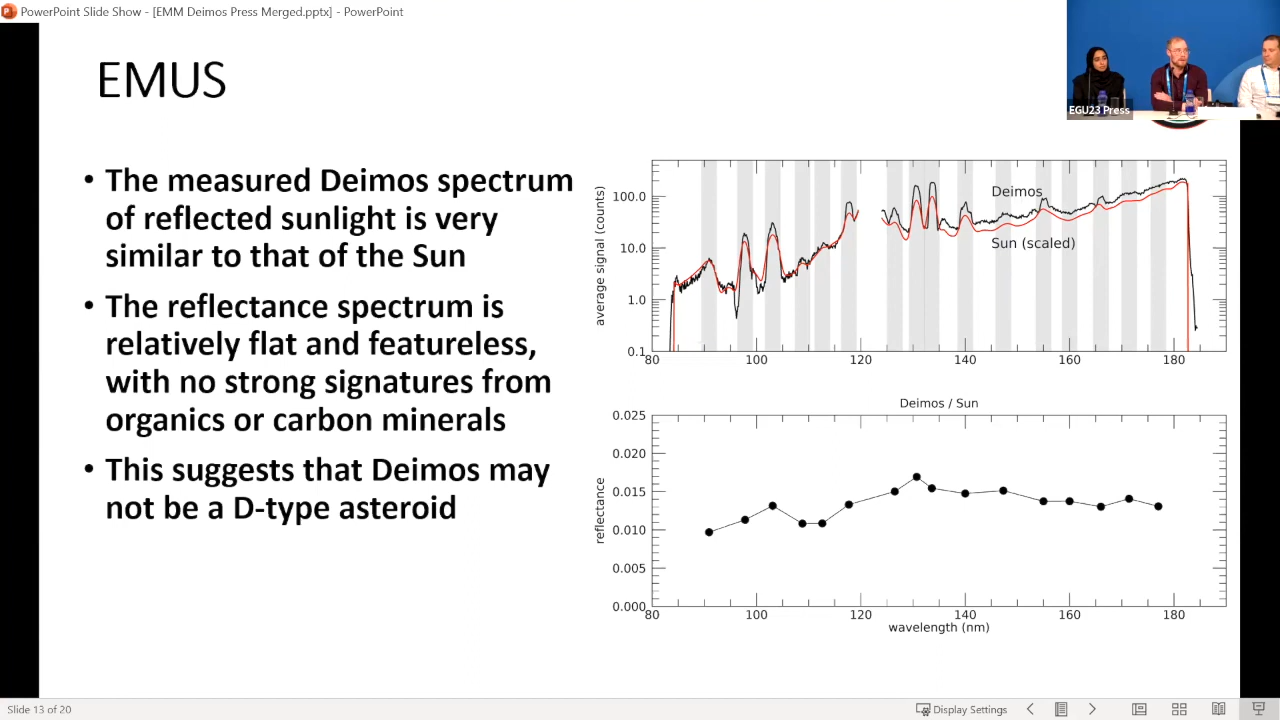 PowerPoint Slide Show - [EMM Deimos Press Merged.pptx] - PowerPoint
EGU23 Press
EMUS
• The measured Deimos spectrum
of reflected sunlight is very
similar to that of the Sun
• The reflectance spectrum is
relatively flat and featureless,
with no strong signatures from
organics or carbon minerals
• This suggests that Deimos may
not be a D-type asteroid
average signal (counts)
100.0
10.0
1.0
0.1
Deimos
Sun (scaled)
80 100 120 140 160 180
Deimos / Sun
reflectance
0.025
0.020
0.015
0.010
0.005
0.000
80 100 120 140 160 180
wavelength (nm)
Slide 13 of 20
Display Settings